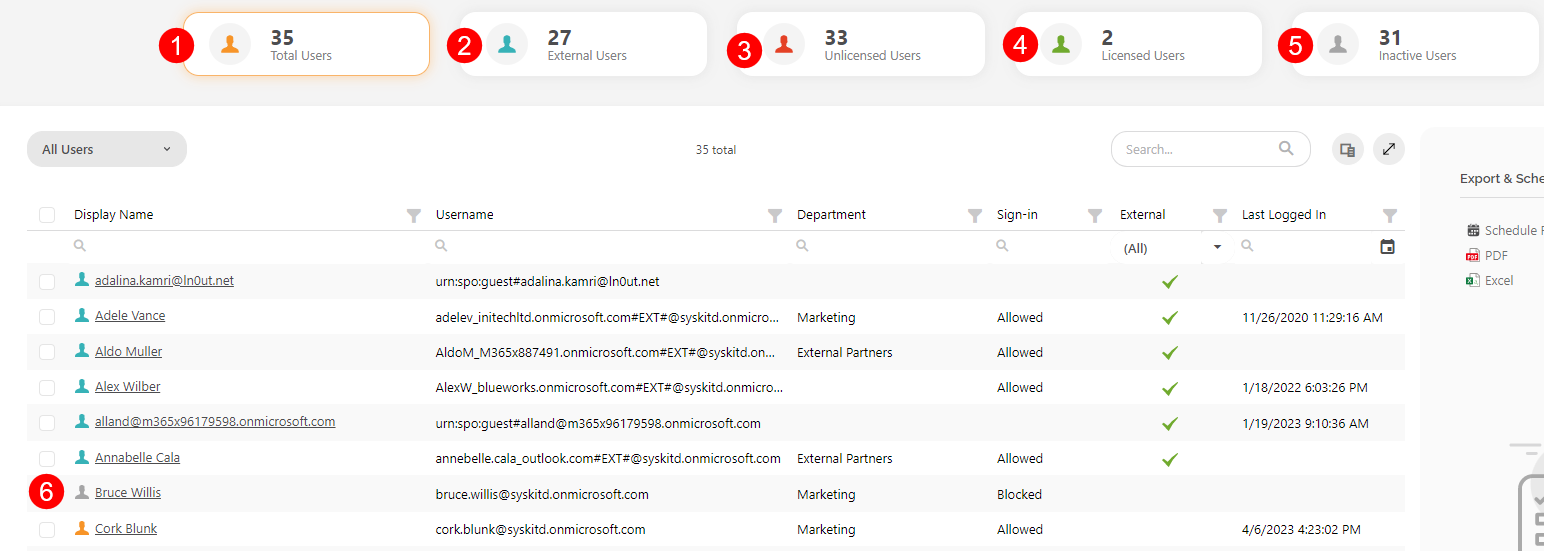 1 35 Total Users
2 27 External Users
3 33 Unlicensed Users
4 2 Licensed Users
5 31 Inactive Users
All Users
35 total
Search...
Export & Sche
Schedule
PDF
Excel
Display Name Username Department Sign-in External Last Logged In
(All)
adalina.kamri@ln0ut.net urn:spo:guest#adalina.kamri@ln0ut.net
Adele Vance adelev_initechltd.onmicrosoft.com#EXT#@syskitd.onmicro... Marketing Allowed 11/26/2020 11:29:16 AM
Aldo Muller AldoM_M365x887491.onmicrosoft.com#EXT#@syskitd.on... External Partners Allowed
Alex Wilber AlexW_blueworks.onmicrosoft.com#EXT#@syskitd.onmicro... Allowed 1/18/2022 6:03:26 PM
alland@m365x96179598.onmicrosoft.com urn:spo:guest#alland@m365x96179598.onmicrosoft.com 1/19/2023 9:10:36 AM
Annabelle Cala annebelle.cala_outlook.com#EXT#@syskitd.onmicrosoft.com External Partners Allowed
6 Bruce Willis bruce.willis@syskitd.onmicrosoft.com Marketing Blocked
Cork Blunk cork.blunk@syskitd.onmicrosoft.com Marketing Allowed 4/6/2023 4:23:02 PM